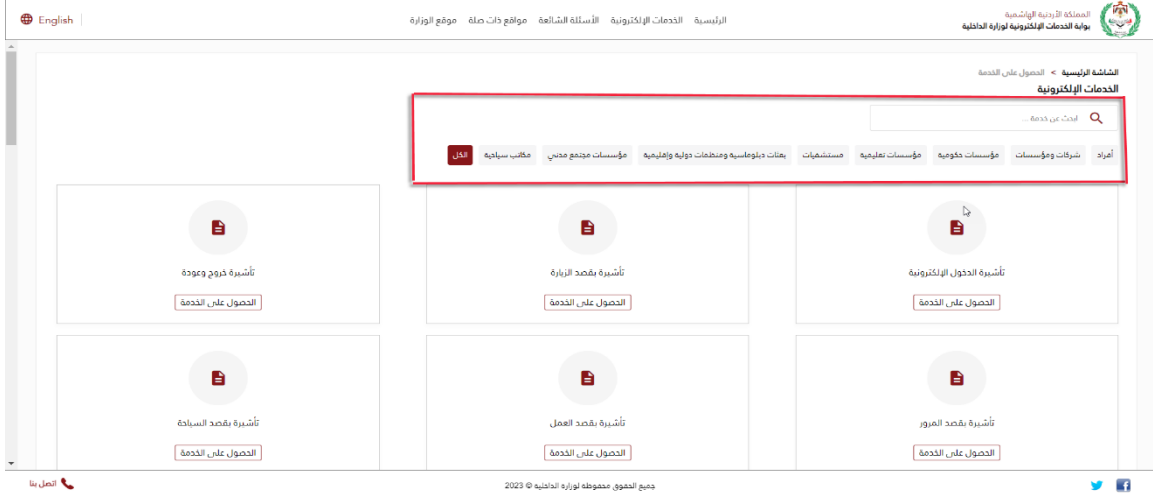 المملكة الأردنية الهاشمية
بوابة الخدمات الإلكترونية لوزارة الداخلية
الرئيسية الخدمات الإلكترونية الأسئلة الشائعة مواقع ذات صلة موقع الوزارة
English
الشاشة الرئيسية > الحصول على الخدمة
الخدمات الإلكترونية
ابحث عن خدمة ...
أفراد شركات ومؤسسات مؤسسات حكومية مؤسسات تعليمية مستشفيات بعثات دبلوماسية ومنظمات دولية وإقليمية مؤسسات مجتمع مدني مكاتب سياحية الكل
تأشيرة الدخول الإلكترونية تأشيرة بقصد الزيارة تأشيرة خروج وعودة
الحصول على الخدمة الحصول على الخدمة الحصول على الخدمة
تأشيرة بقصد المرور تأشيرة بقصد العمل تأشيرة بقصد السياحة
الحصول على الخدمة الحصول على الخدمة الحصول على الخدمة
جميع الحقوق محفوظة لوزارة الداخلية © 2023
اتصل بنا